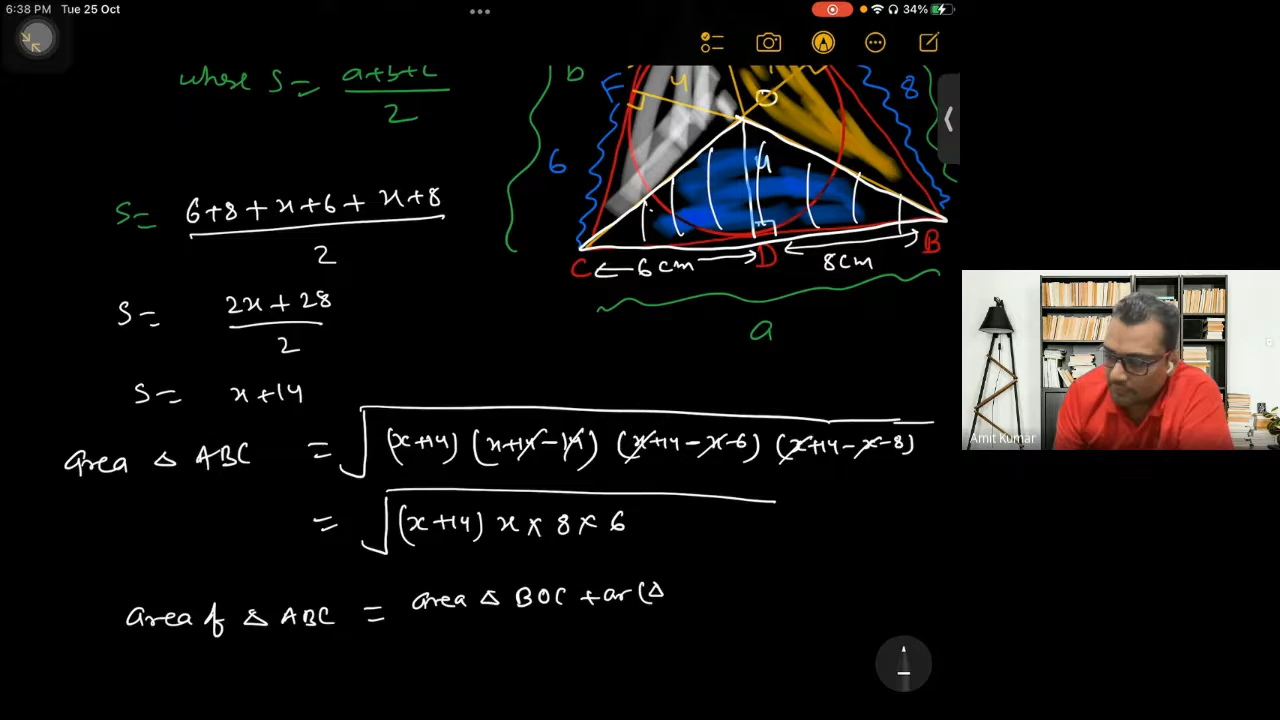 6:38 PM Tue 25 Oct
34%
where S = a+b+c
2
b F 4 O 8
6 4
C 6cm D 8cm B
a
S= 6+8+x+6+x+8
2
S= 2x+28
2
S= x+14
area △ ABC = √(x+14) (x+14-14) (x+14-x-6) (x+14-x-8)
= √(x+14) x × 8 × 6
area of △ ABC = area △ BOC + ar(△
Amit Kumar